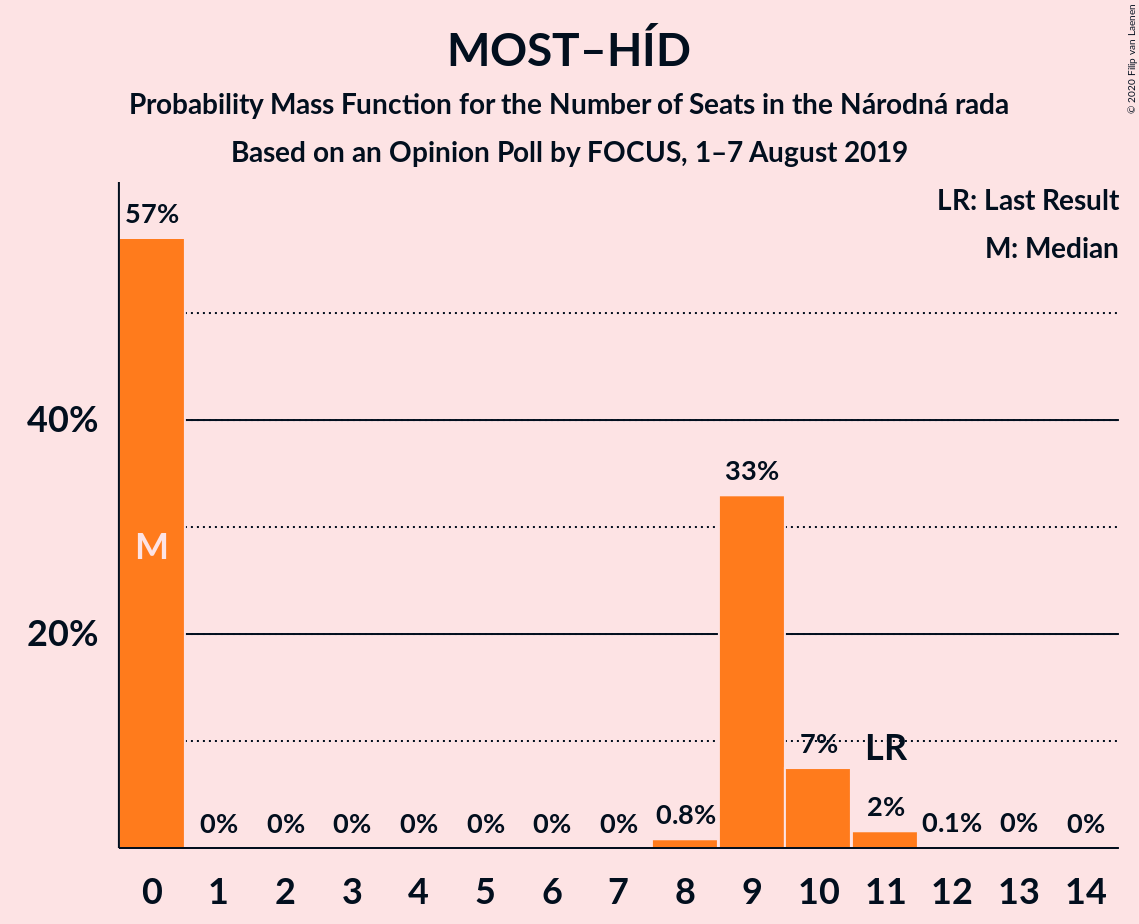 MOST–HÍD
Probability Mass Function for the Number of Seats in the Národná rada
Based on an Opinion Poll by FOCUS, 1–7 August 2019
© 2020 Filip van Laenen
LR: Last Result
M: Median
57%
40%
33%
M
20%
7%
LR
0% 0% 0% 0% 0% 0% 0% 0.8% 2% 0.1% 0% 0%
0 1 2 3 4 5 6 7 8 9 10 11 12 13 14